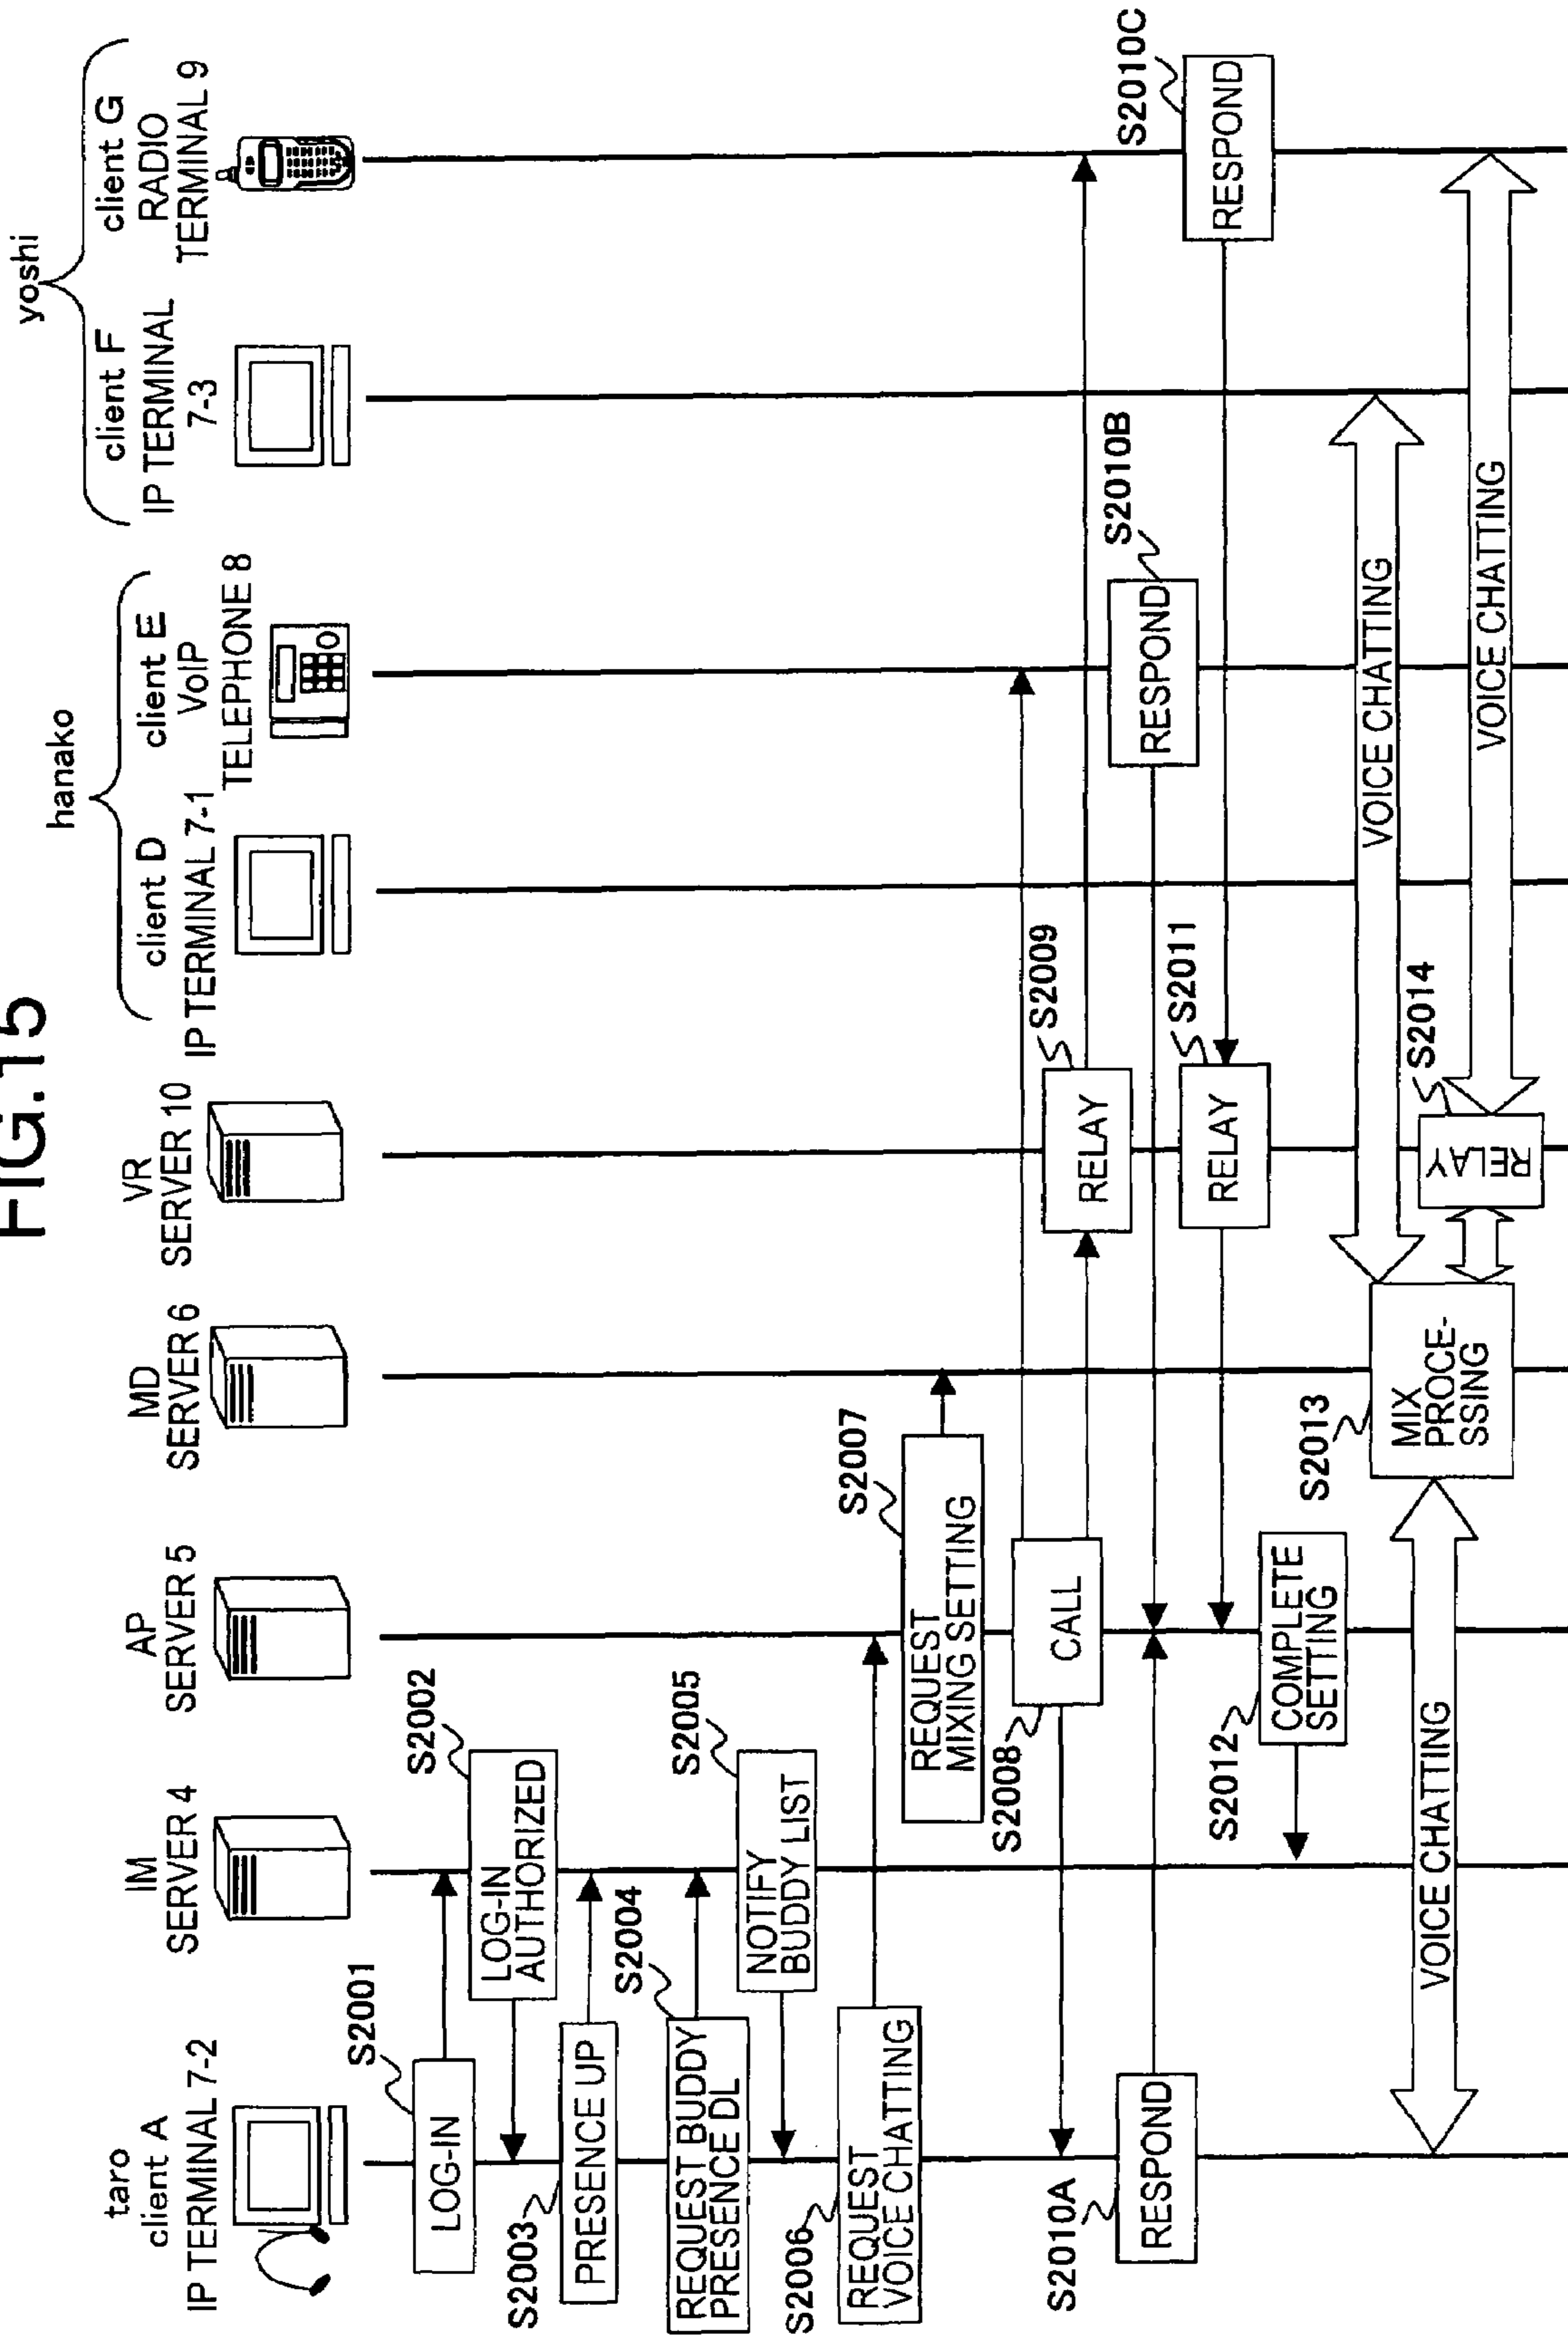 FIG.15
taro
client A
IP TERMINAL 7-2
IM
SERVER 4
AP
SERVER 5
MD
SERVER 6
VR
SERVER 10
hanako
client D
IP TERMINAL 7-1
client E
VoIP
TELEPHONE 8
yoshi
client F
IP TERMINAL
7-3
client G
RADIO
TERMINAL 9
S2001
LOG-IN
S2002
LOG-IN
AUTHORIZED
S2003
PRESENCE UP
S2004
REQUEST BUDDY
PRESENCE DL
S2005
NOTIFY
BUDDY LIST
S2006
REQUEST
VOICE CHATTING
S2007
REQUEST
MIXING SETTING
S2008
CALL
S2009
RELAY
S2010A
RESPOND
S2010B
RESPOND
S2010C
RESPOND
S2011
RELAY
S2012
COMPLETE
SETTING
S2013
MIX
PROCE-
SSING
VOICE CHATTING
VOICE CHATTING
S2014
RELAY
VOICE CHATTING